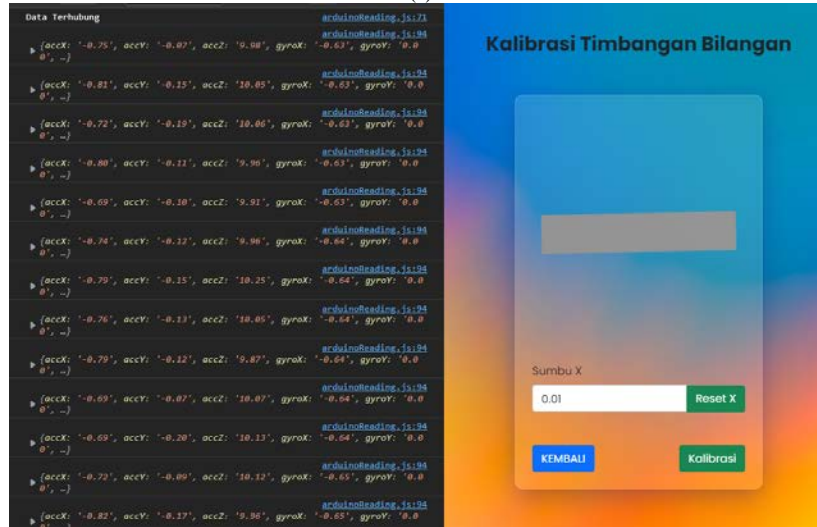 Data Terhubung arduinoReading.js:71
arduinoReading.js:94
▶ {accX: '-0.75', accY: '-0.07', accZ: '9.90', gyroX: '-0.63', gyroY: '0.0
0', …}
arduinoReading.js:94
▶ {accX: '-0.81', accY: '-0.15', accZ: '10.05', gyroX: '-0.63', gyroY: '0.0
0', …}
arduinoReading.js:94
▶ {accX: '-0.72', accY: '-0.19', accZ: '10.06', gyroX: '-0.63', gyroY: '0.0
0', …}
arduinoReading.js:94
▶ {accX: '-0.80', accY: '-0.11', accZ: '9.96', gyroX: '-0.63', gyroY: '0.0
0', …}
arduinoReading.js:94
▶ {accX: '-0.69', accY: '-0.10', accZ: '9.91', gyroX: '-0.63', gyroY: '0.0
0', …}
arduinoReading.js:94
▶ {accX: '-0.74', accY: '-0.12', accZ: '9.96', gyroX: '-0.64', gyroY: '0.0
0', …}
arduinoReading.js:94
▶ {accX: '-0.79', accY: '-0.15', accZ: '10.25', gyroX: '-0.64', gyroY: '0.0
0', …}
arduinoReading.js:94
▶ {accX: '-0.76', accY: '-0.13', accZ: '10.05', gyroX: '-0.64', gyroY: '0.0
0', …}
arduinoReading.js:94
▶ {accX: '-0.79', accY: '-0.12', accZ: '9.87', gyroX: '-0.64', gyroY: '0.0
0', …}
arduinoReading.js:94
▶ {accX: '-0.69', accY: '-0.07', accZ: '10.07', gyroX: '-0.64', gyroY: '0.0
0', …}
arduinoReading.js:94
▶ {accX: '-0.69', accY: '-0.20', accZ: '10.13', gyroX: '-0.64', gyroY: '0.0
0', …}
arduinoReading.js:94
▶ {accX: '-0.72', accY: '-0.09', accZ: '10.12', gyroX: '-0.65', gyroY: '0.0
0', …}
arduinoReading.js:94
▶ {accX: '-0.82', accY: '-0.17', accZ: '9.96', gyroX: '-0.65', gyroY: '0.0
Kalibrasi Timbangan Bilangan
Sumbu X
0.01 Reset X
KEMBALI Kalibrasi